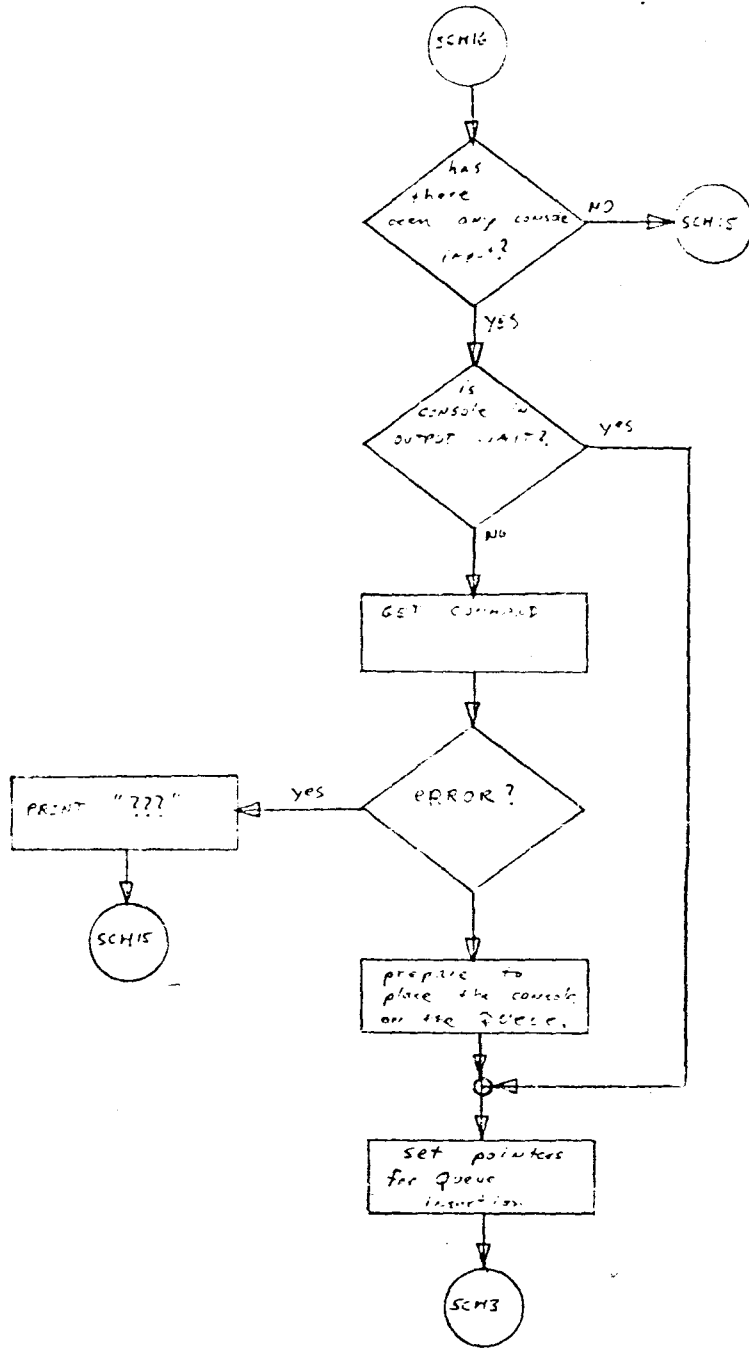 SCH16
has
there
been any console
input?
NO
SCH15
YES
is
console in
OUTPUT WAIT?
yes
NO
GET COMMAND
ERROR?
yes
PRINT "???"
SCH15
prepare to
place the console
on the Queue.
set pointers
for Queue
insertion.
SCH3